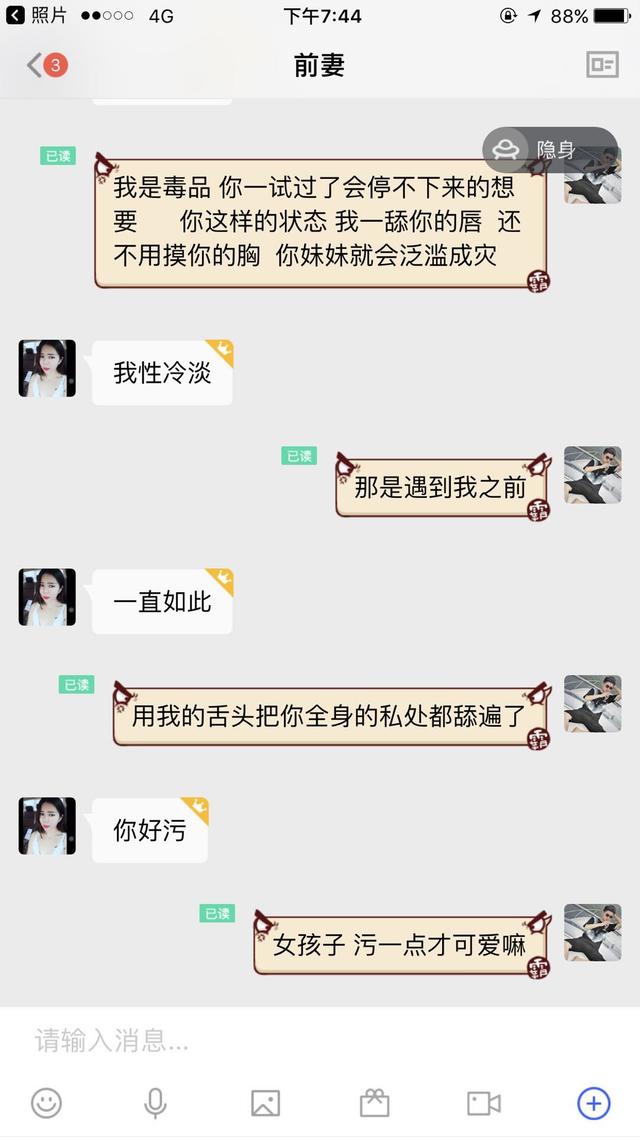 照片 4G 下午7:44 88%
3 前妻
隐身
已读
我是毒品 你一试过了会停不下来的想
要 你这样的状态 我一舔你的唇 还
不用摸你的胸 你妹妹就会泛滥成灾
霸
我性冷淡
已读
那是遇到我之前
霸
一直如此
已读
用我的舌头把你全身的私处都舔遍了
霸
你好污
已读
女孩子 污一点才可爱嘛
霸
请输入消息...